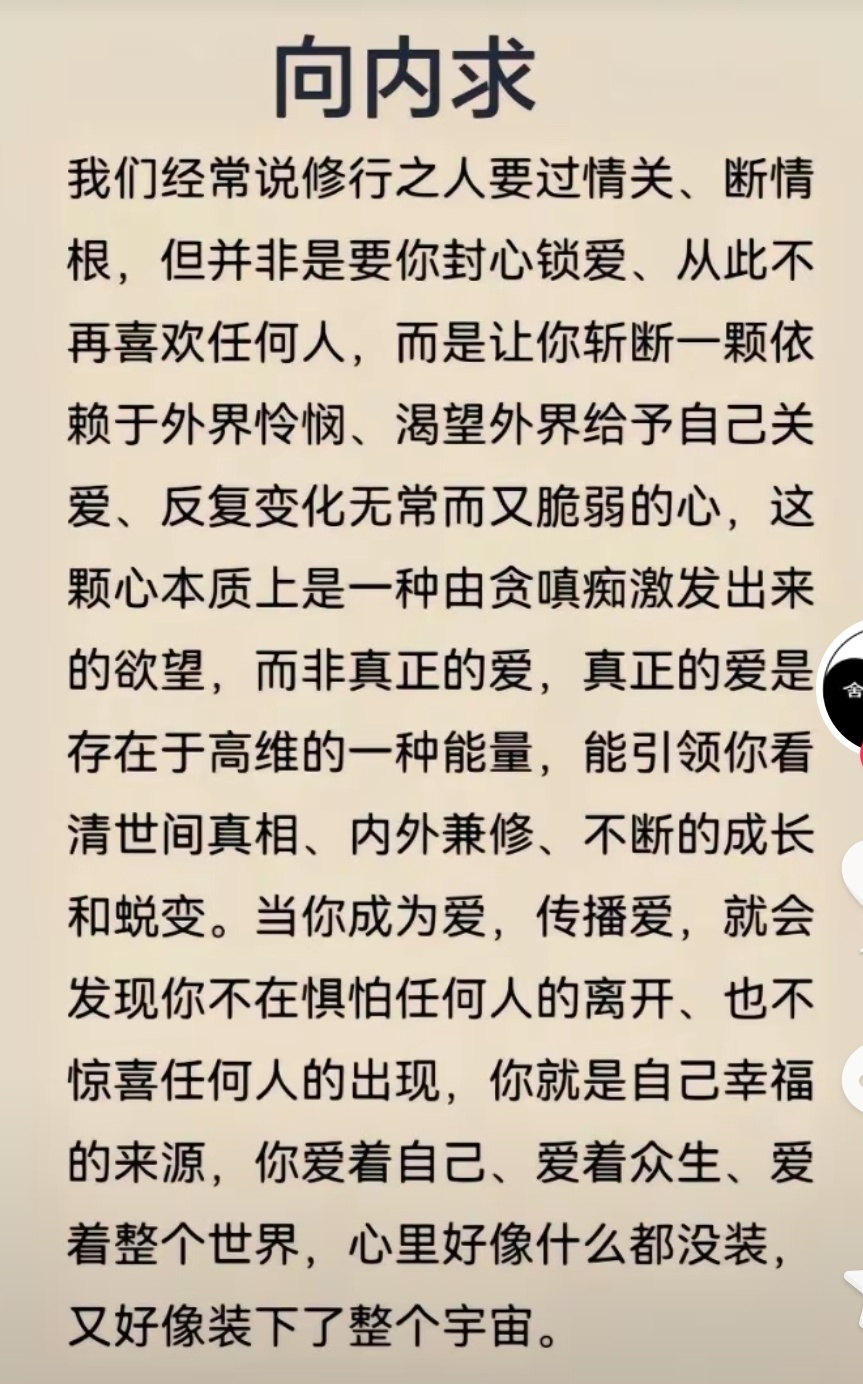 向内求
我们经常说修行之人要过情关、断情
根，但并非是要你封心锁爱、从此不
再喜欢任何人，而是让你斩断一颗依
赖于外界怜悯、渴望外界给予自己关
爱、反复变化无常而又脆弱的心，这
颗心本质上是一种由贪嗔痴激发出来
的欲望，而非真正的爱，真正的爱是
存在于高维的一种能量，能引领你看
清世间真相、内外兼修、不断的成长
和蜕变。当你成为爱，传播爱，就会
发现你不在惧怕任何人的离开、也不
惊喜任何人的出现，你就是自己幸福
的来源，你爱着自己、爱着众生、爱
着整个世界，心里好像什么都没装，
又好像装下了整个宇宙。
舍